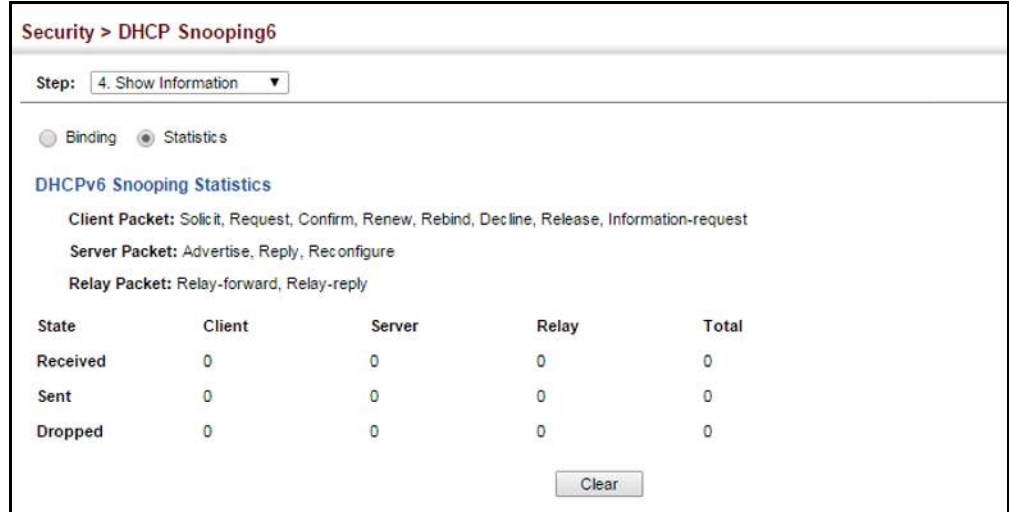 Security > DHCP Snooping6
Step: 4. Show Information
Binding Statistics
DHCPv6 Snooping Statistics
Client Packet: Solicit, Request, Confirm, Renew, Rebind, Decline, Release, Information-request
Server Packet: Advertise, Reply, Reconfigure
Relay Packet: Relay-forward, Relay-reply
State Client Server Relay Total
Received 0 0 0 0
Sent 0 0 0 0
Dropped 0 0 0 0
Clear